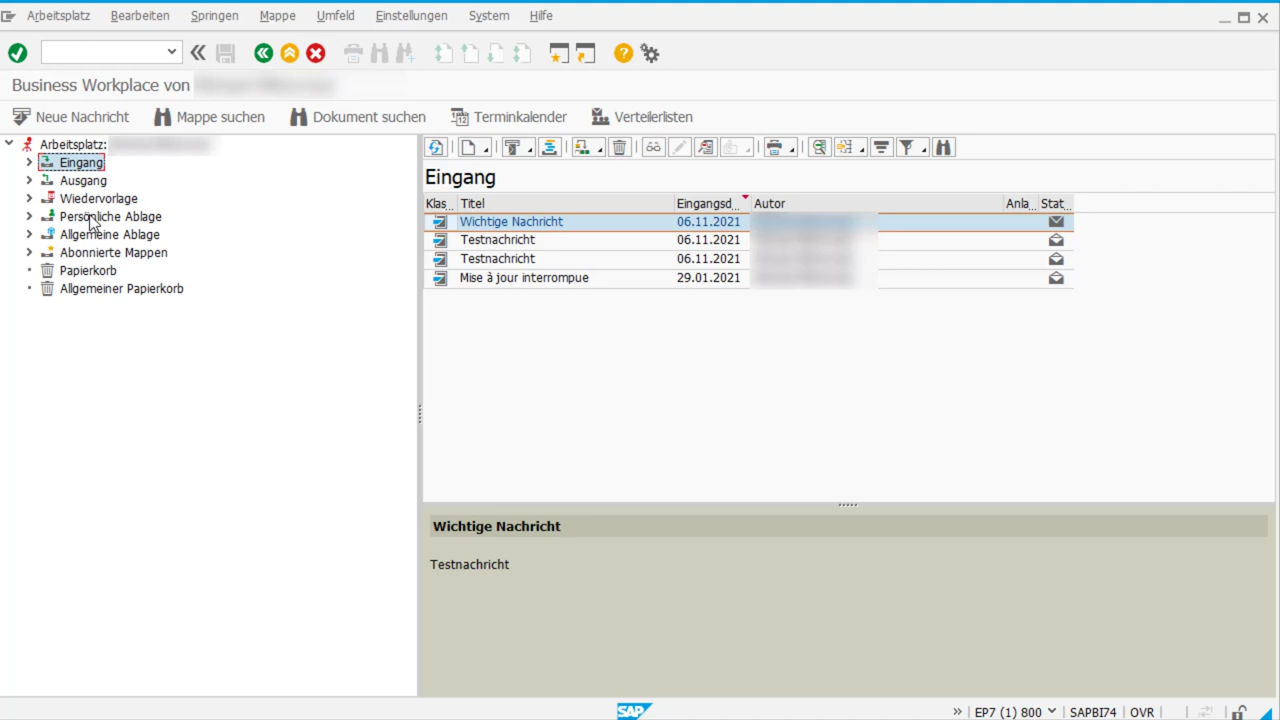 Arbeitsplatz Bearbeiten Springen Mappe Umfeld Einstellungen System Hilfe
Business Workplace von
Neue Nachricht Mappe suchen Dokument suchen Terminkalender Verteilerlisten
Arbeitsplatz:
Eingang
Ausgang
Wiedervorlage
Persönliche Ablage
Allgemeine Ablage
Abonnierte Mappen
Papierkorb
Allgemeiner Papierkorb
Eingang
Klas... Titel Eingangsd... Autor Anla... Stat...
Wichtige Nachricht 06.11.2021
Testnachricht 06.11.2021
Testnachricht 06.11.2021
Mise à jour interrompue 29.01.2021
Wichtige Nachricht
Testnachricht
SAP EP7 (1) 800 SAPBI74 OVR